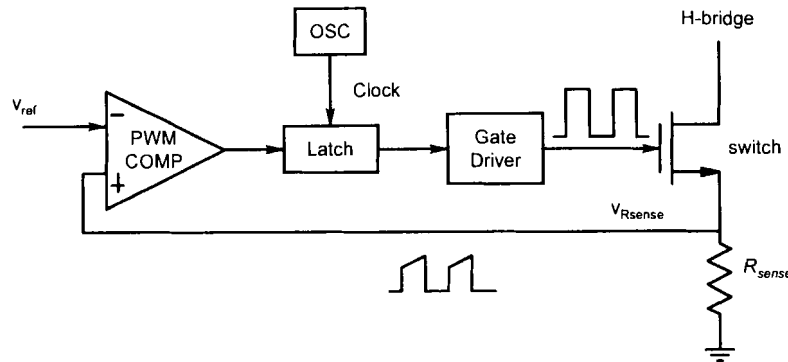 H-bridge
OSC
Clock
Vref
−
PWM
COMP
+
Latch
Gate
Driver
switch
VRsense
Rsense